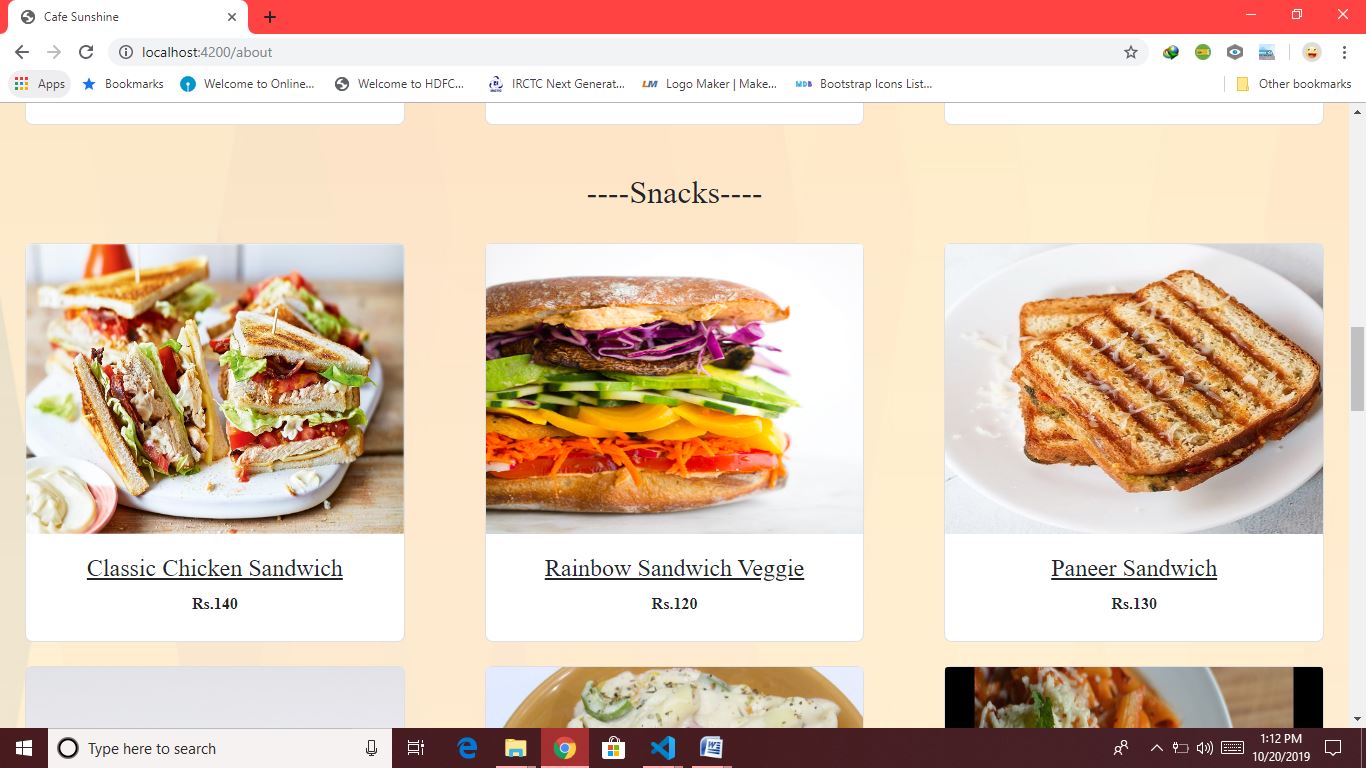 Cafe Sunshine
localhost:4200/about
Apps
Bookmarks
Welcome to Online...
Welcome to HDFC...
IRCTC Next Generat...
LM
Logo Maker | Make...
MDB
Bootstrap Icons List...
Other bookmarks
----Snacks----
Classic Chicken Sandwich
Rs.140
Rainbow Sandwich Veggie
Rs.120
Paneer Sandwich
Rs.130
Type here to search
1:12 PM
10/20/2019